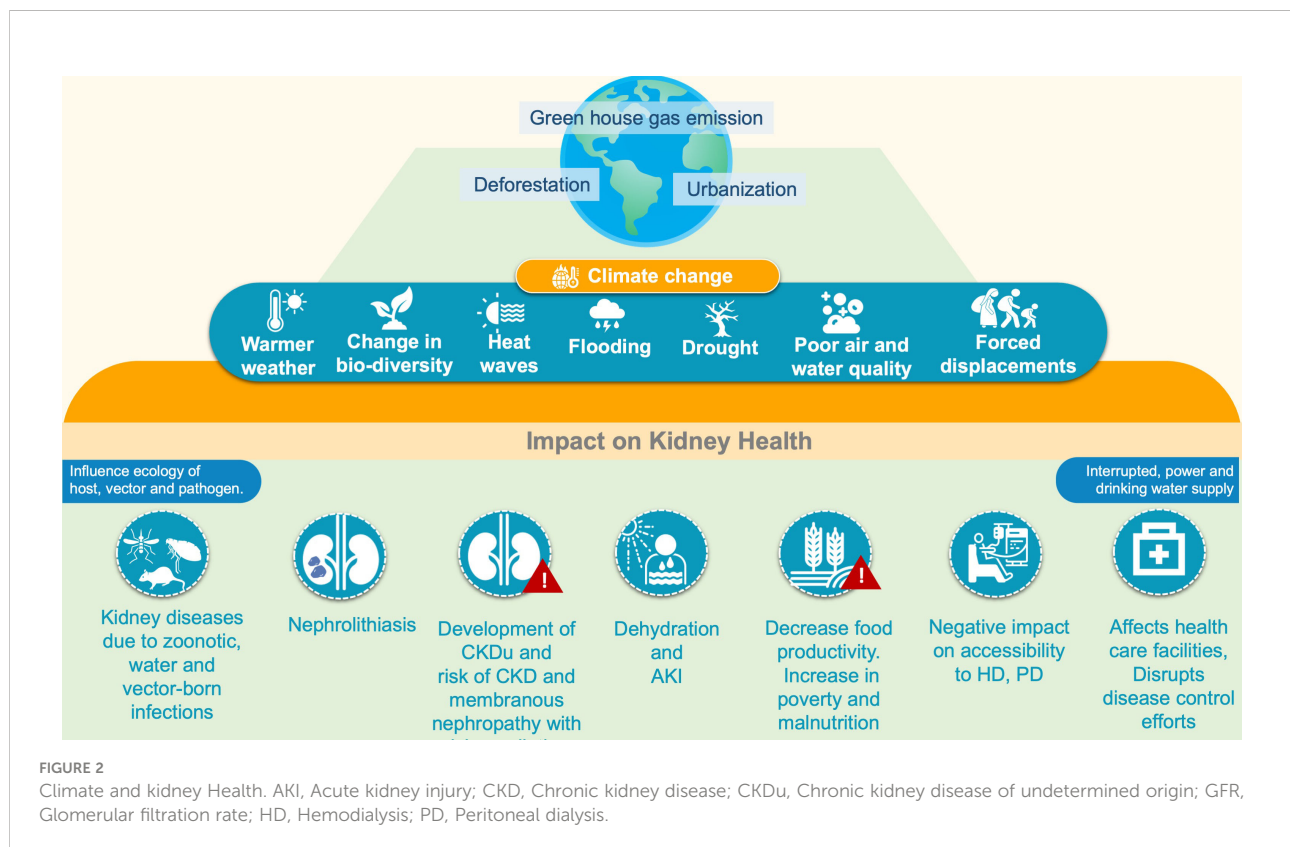 Green house gas emission
Deforestation
Urbanization
Climate change
Warmer
weather
Change in
bio-diversity
Heat
waves
Flooding
Drought
Poor air and
water quality
Forced
displacements
Impact on Kidney Health
Influence ecology of
host, vector and pathogen.
Interrupted, power and
drinking water supply
Kidney diseases
due to zoonotic,
water and
vector-born
infections
Nephrolithiasis
!
Development of
CKDu and
risk of CKD and
membranous
nephropathy with
Dehydration
and
AKI
!
Decrease food
productivity.
Increase in
poverty and
malnutrition
Negative impact
on accessibility
to HD, PD
Affects health
care facilities,
Disrupts
disease control
efforts
FIGURE 2
Climate and kidney Health. AKI, Acute kidney injury; CKD, Chronic kidney disease; CKDu, Chronic kidney disease of undetermined origin; GFR,
Glomerular filtration rate; HD, Hemodialysis; PD, Peritoneal dialysis.